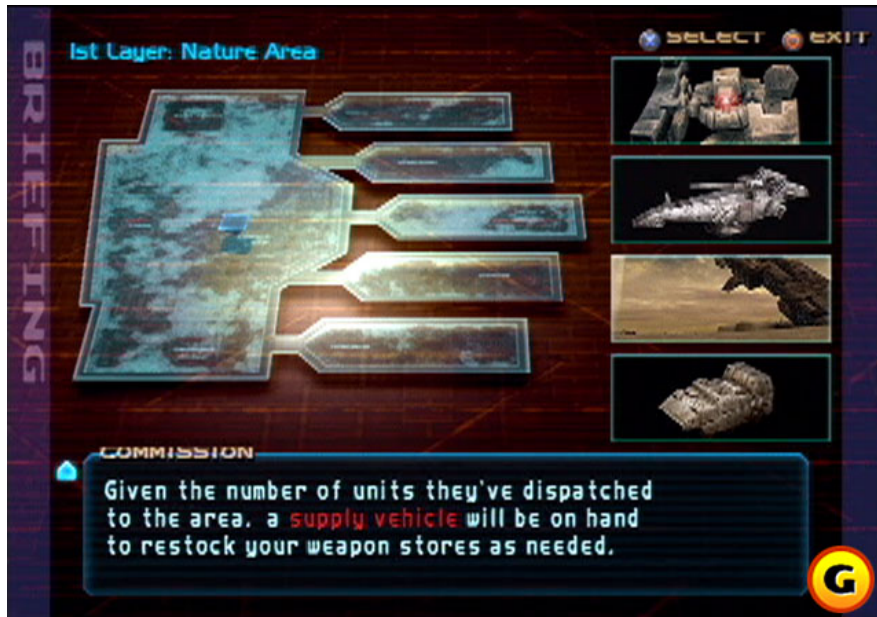 BRIEFING
1st Layer: Nature Area
SELECT
EXIT
COMMISSION
Given the number of units they've dispatched
to the area, a supply vehicle will be on hand
to restock your weapon stores as needed.
G